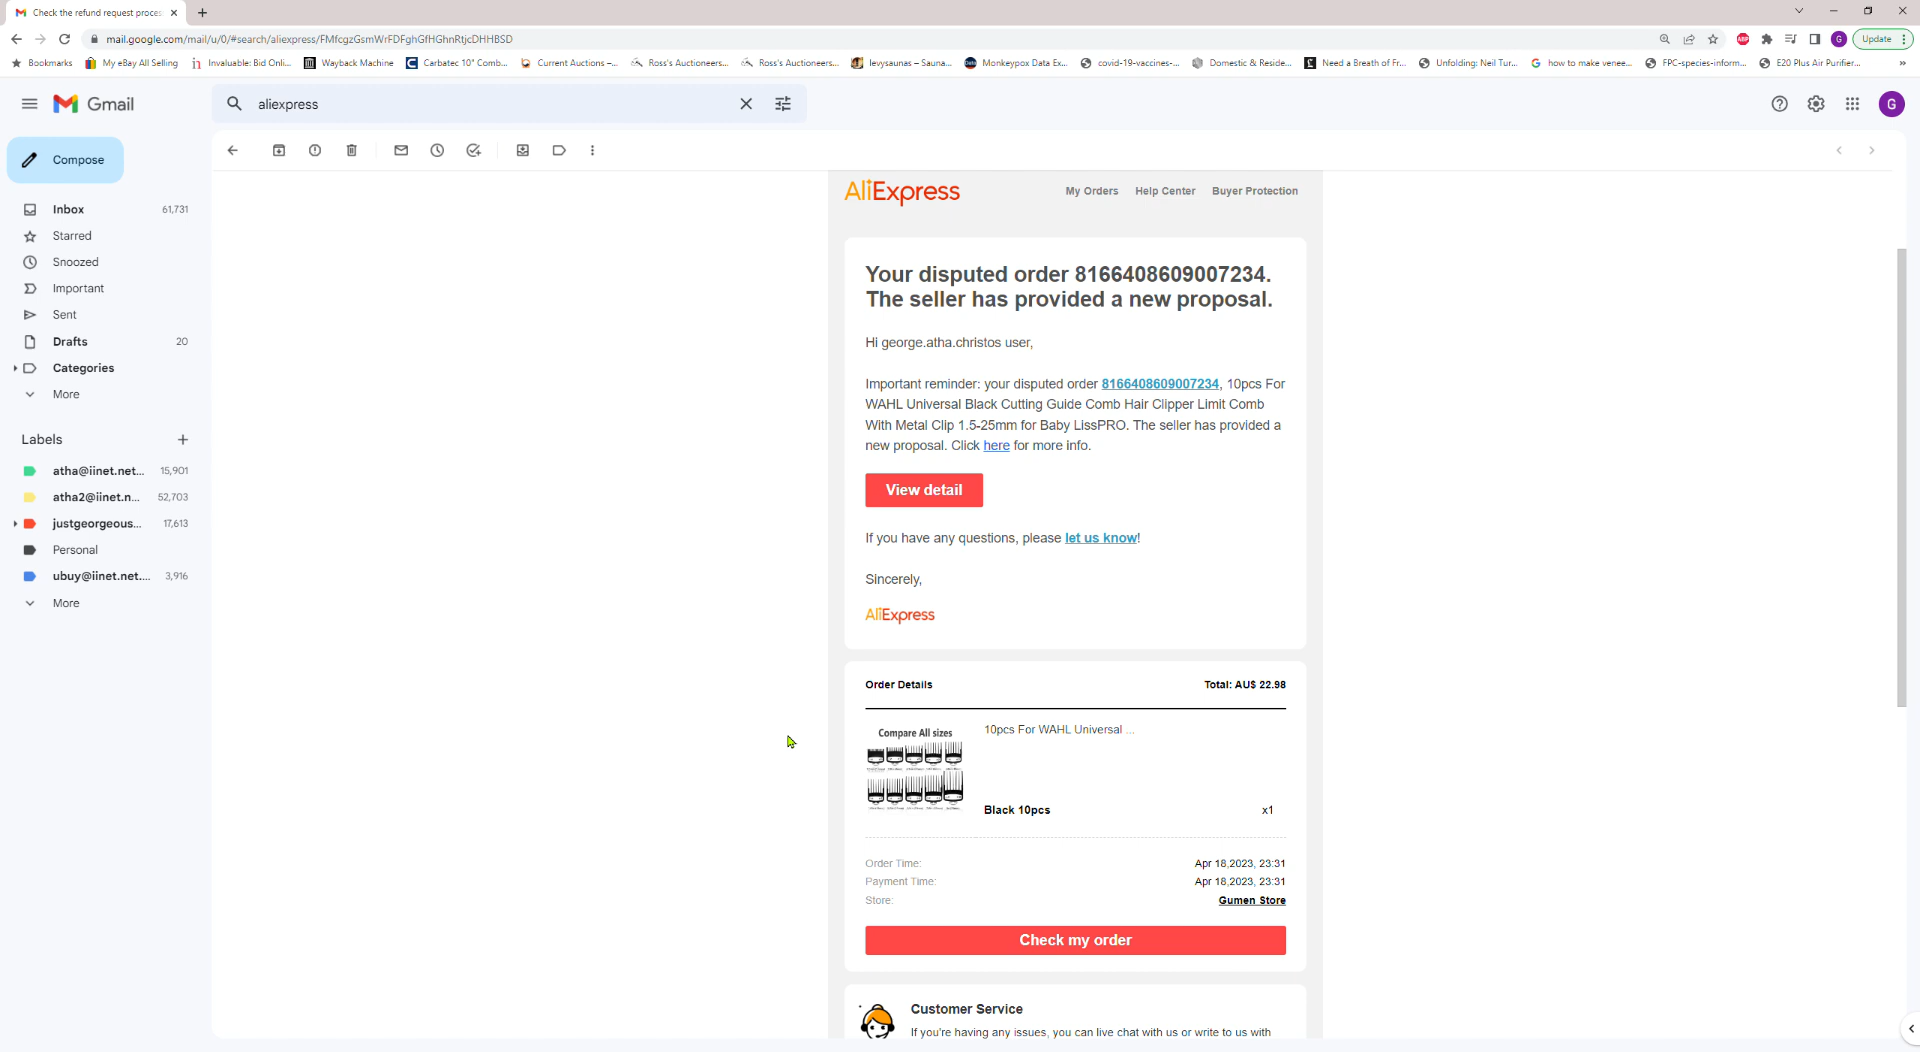 Check the refund request proces
mail.google.com/mail/u/0/#search/aliexpress/FMfcgzGsmWrFDFghGfHGhnRtjcDHHBSD
ABP
G
Update
Bookmarks
My eBay All Selling
Invaluable: Bid Onli...
Wayback Machine
Carbatec 10" Comb...
Current Auctions –...
Ross's Auctioneers...
Ross's Auctioneers...
levysaunas – Sauna...
Monkeypox Data Ex...
covid-19-vaccines-...
Domestic & Reside...
Need a Breath of Fr...
Unfolding: Neil Tur...
how to make venee...
FPC-species-inform...
E20 Plus Air Purifier...
»
Gmail
aliexpress
G
Compose
Inbox 61,731
Starred
Snoozed
Important
Sent
Drafts 20
Categories
More
Labels
atha@iinet.net... 15,901
atha2@iinet.n... 52,703
justgeorgeous... 17,613
Personal
ubuy@iinet.net.... 3,916
More
AliExpress
My Orders Help Center Buyer Protection
Your disputed order 8166408609007234.
The seller has provided a new proposal.
Hi george.atha.christos user,
Important reminder: your disputed order 8166408609007234, 10pcs For
WAHL Universal Black Cutting Guide Comb Hair Clipper Limit Comb
With Metal Clip 1.5-25mm for Baby LissPRO. The seller has provided a
new proposal. Click here for more info.
View detail
If you have any questions, please let us know!
Sincerely,
AliExpress
Order Details Total: AU$ 22.98
Compare All sizes
10pcs For WAHL Universal ...
Black 10pcs x1
Order Time: Apr 18,2023, 23:31
Payment Time: Apr 18,2023, 23:31
Store: Gumen Store
Check my order
Customer Service
If you're having any issues, you can live chat with us or write to us with